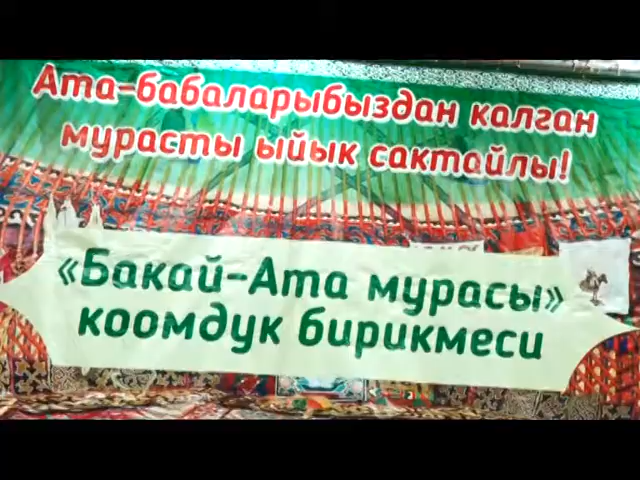 Ата-бабаларыбыздан калган
мурасты ыйык сактайлы!
«Бакай-Ата мурасы»
коомдук бирикмеси